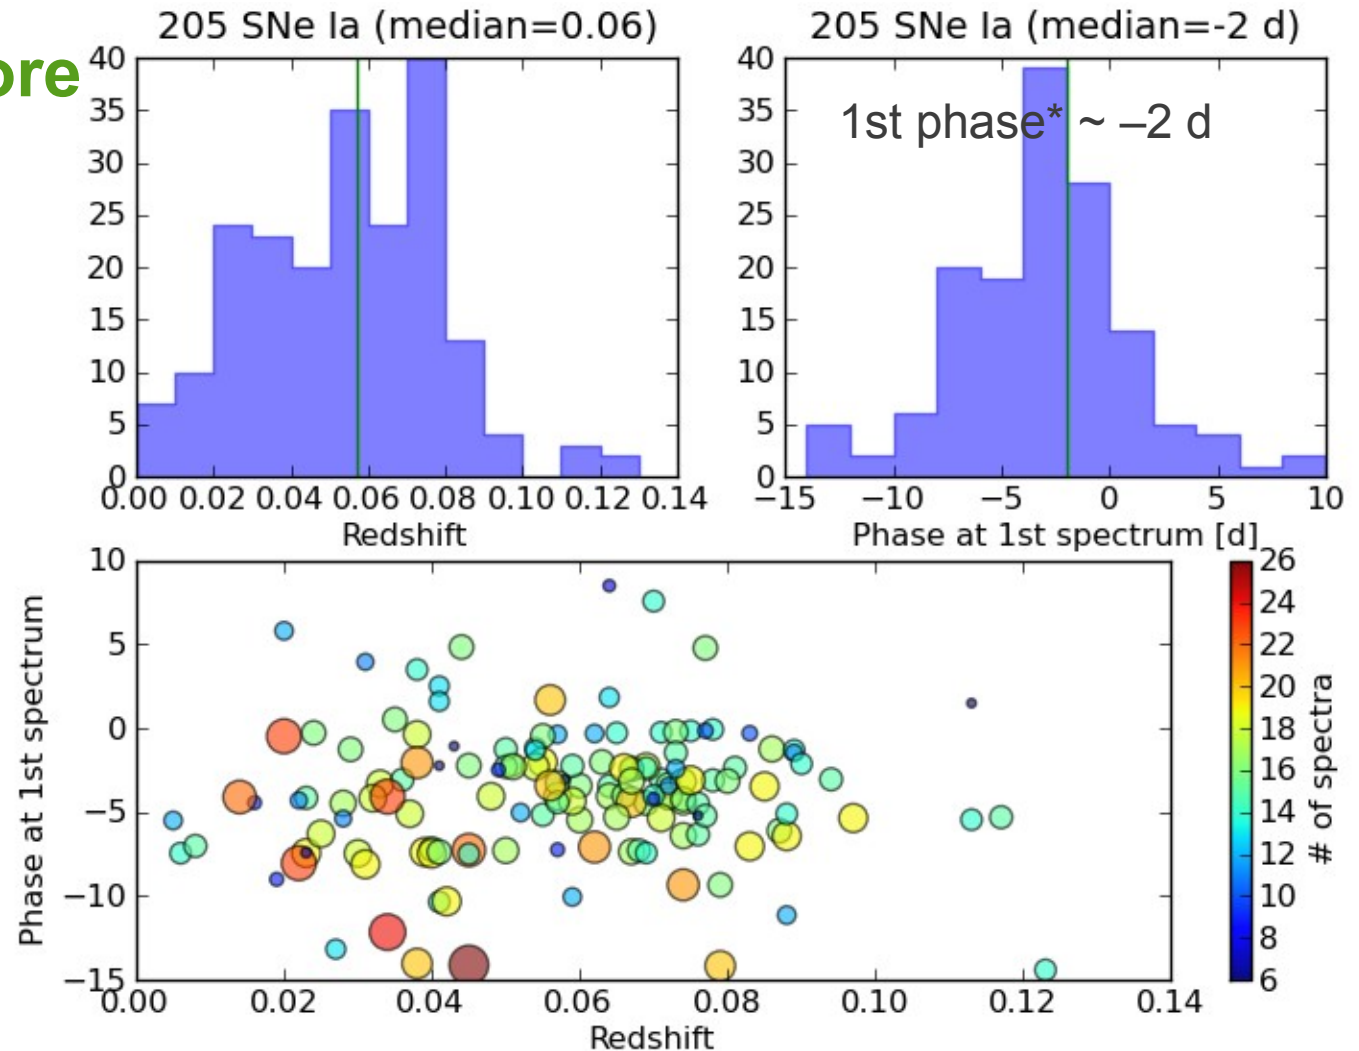 ore
205 SNe Ia (median=0.06)
40
35
30
25
20
15
10
5
0
0.00 0.02 0.04 0.06 0.08 0.10 0.12 0.14
Redshift
205 SNe Ia (median=-2 d)
1st phase* ~ –2 d
40
35
30
25
20
15
10
5
0
−15 −10 −5 0 5 10
Phase at 1st spectrum [d]
Phase at 1st spectrum
10
5
0
−5
−10
−15
0.00 0.02 0.04 0.06 0.08 0.10 0.12 0.14
Redshift
26
24
22
20
18
16
14
12
10
8
6
# of spectra